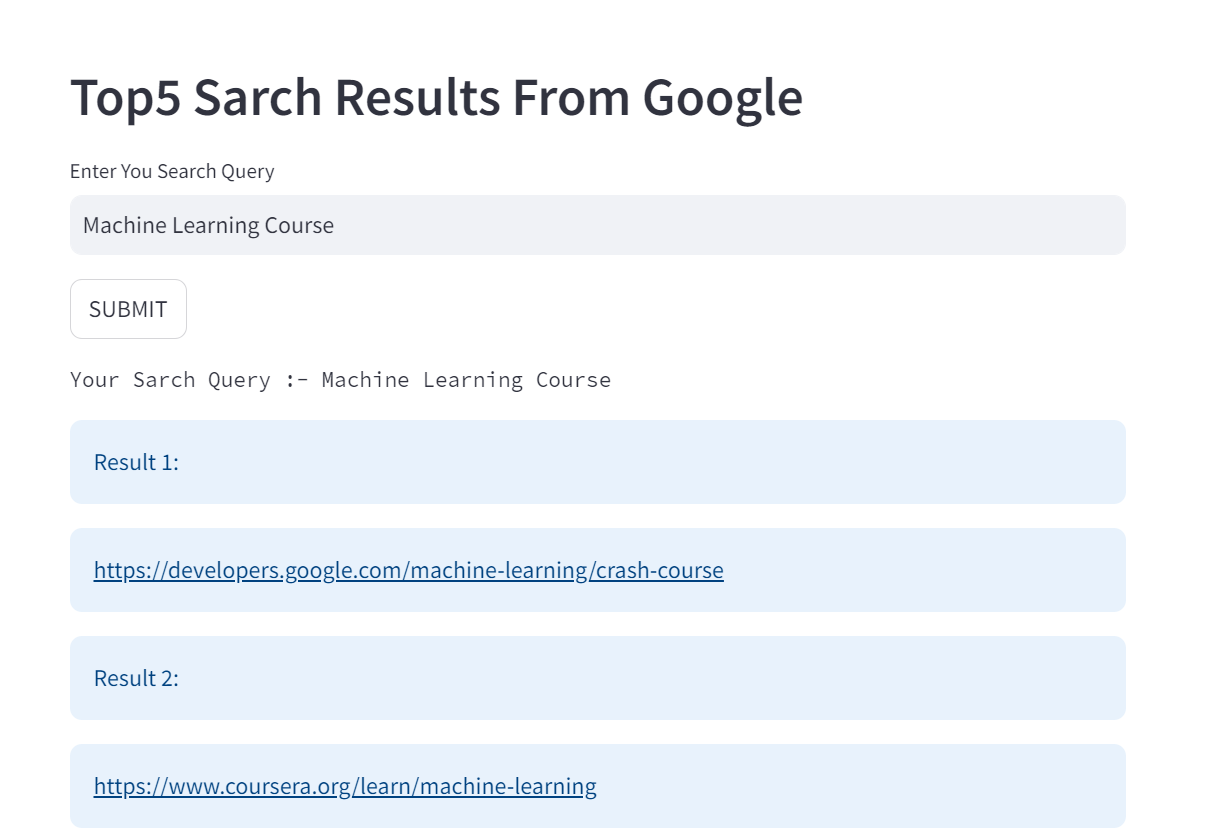 Top5 Sarch Results From Google
Enter You Search Query
Machine Learning Course
SUBMIT
Your Sarch Query :- Machine Learning Course
Result 1:
https://developers.google.com/machine-learning/crash-course
Result 2:
https://www.coursera.org/learn/machine-learning